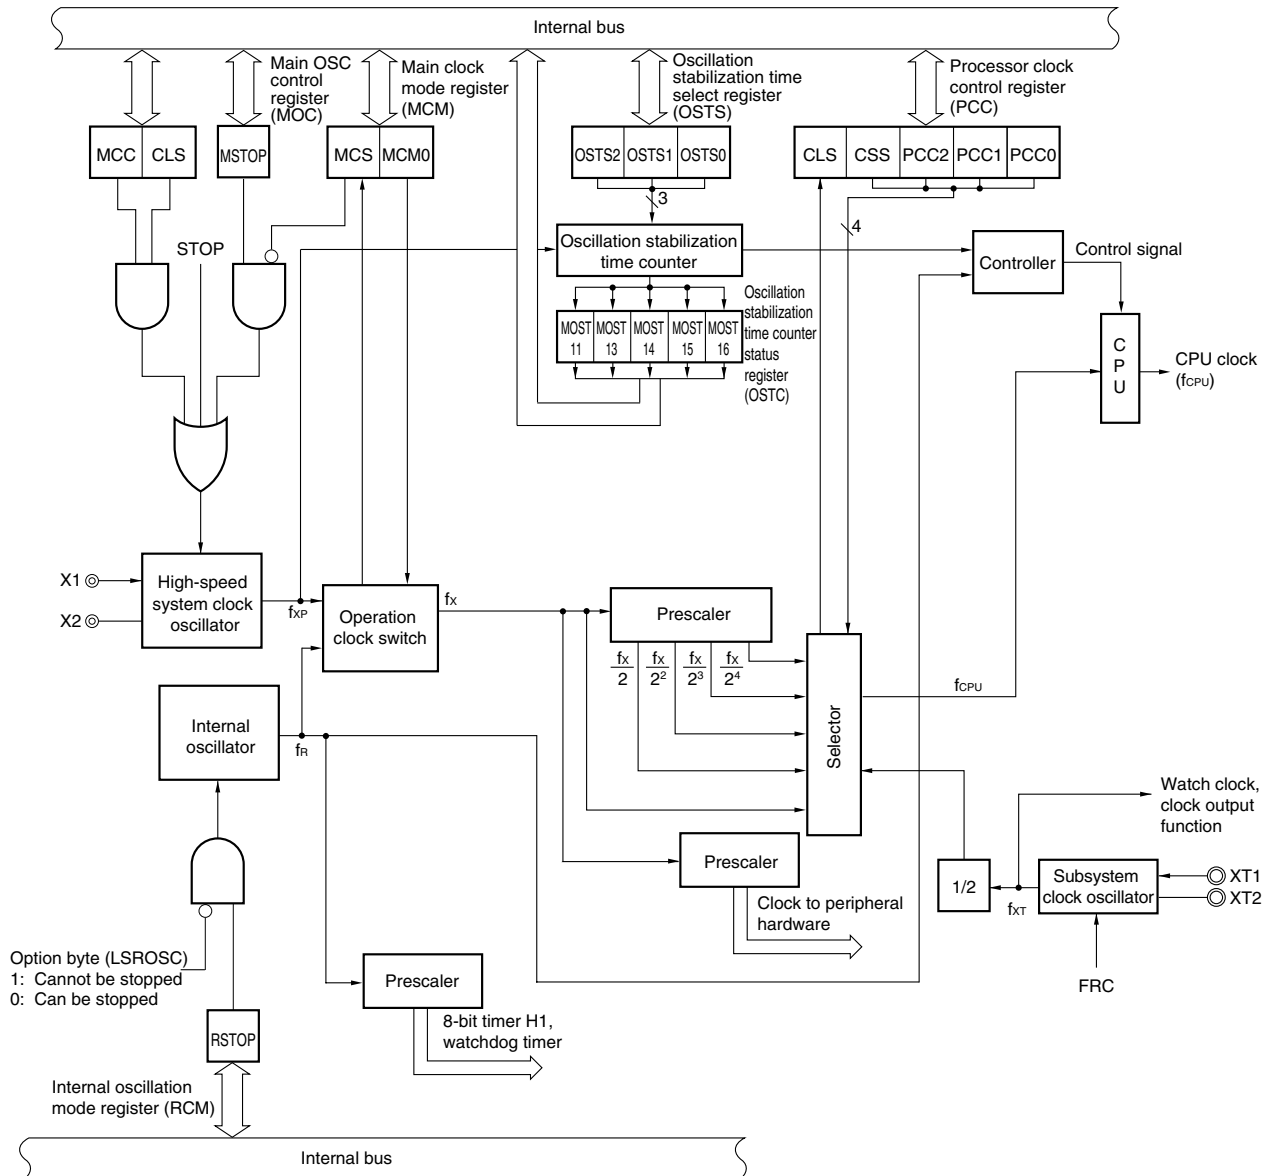 Internal bus
Main OSC
control
register
(MOC)
Main clock
mode register
(MCM)
Oscillation
stabilization time
select register
(OSTS)
Processor clock
control register
(PCC)
MCC CLS
MSTOP
MCS MCM0
OSTS2 OSTS1 OSTS0
CLS CSS PCC2 PCC1 PCC0
3
4
STOP
Oscillation stabilization
time counter
Controller
Control signal
MOST 11
MOST 13
MOST 14
MOST 15
MOST 16
Oscillation
stabilization
time counter
status
register
(OSTC)
C
P
U
CPU clock
(fCPU)
X1
X2
High-speed
system clock
oscillator
fXP
Operation
clock switch
fX
Prescaler
fX/2
fX/2²
fX/2³
fX/2⁴
Selector
fCPU
Internal
oscillator
fR
Watch clock,
clock output
function
Prescaler
Clock to peripheral
hardware
1/2
fXT
Subsystem
clock oscillator
XT1
XT2
FRC
Option byte (LSROSC)
1: Cannot be stopped
0: Can be stopped
Prescaler
8-bit timer H1,
watchdog timer
RSTOP
Internal oscillation
mode register (RCM)
Internal bus